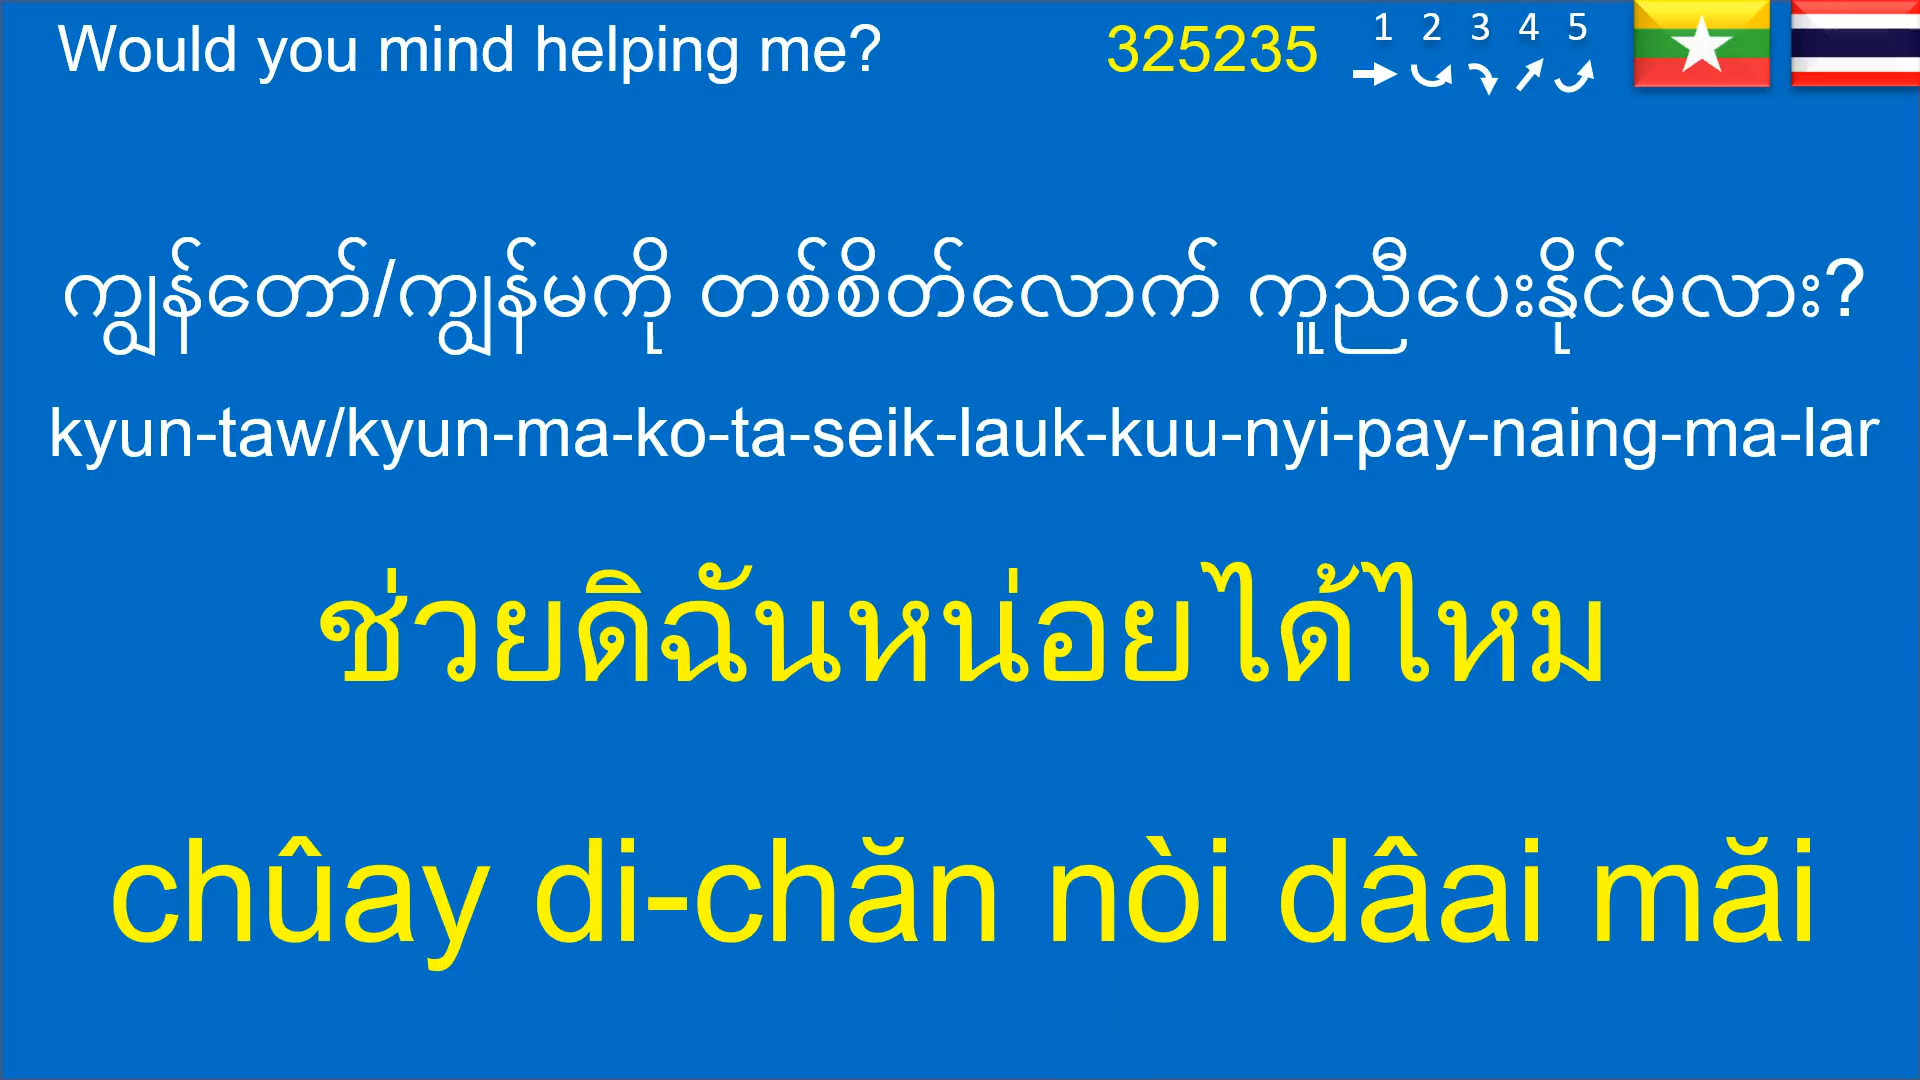 Would you mind helping me? 325235 1 2 3 4 5
ကျွန်တော်/ကျွန်မကို တစ်စိတ်လောက် ကူညီပေးနိုင်မလား?
kyun-taw/kyun-ma-ko-ta-seik-lauk-kuu-nyi-pay-naing-ma-lar
ช่วยดิฉันหน่อยได้ไหม
chûay di-chăn nòi dâai măi